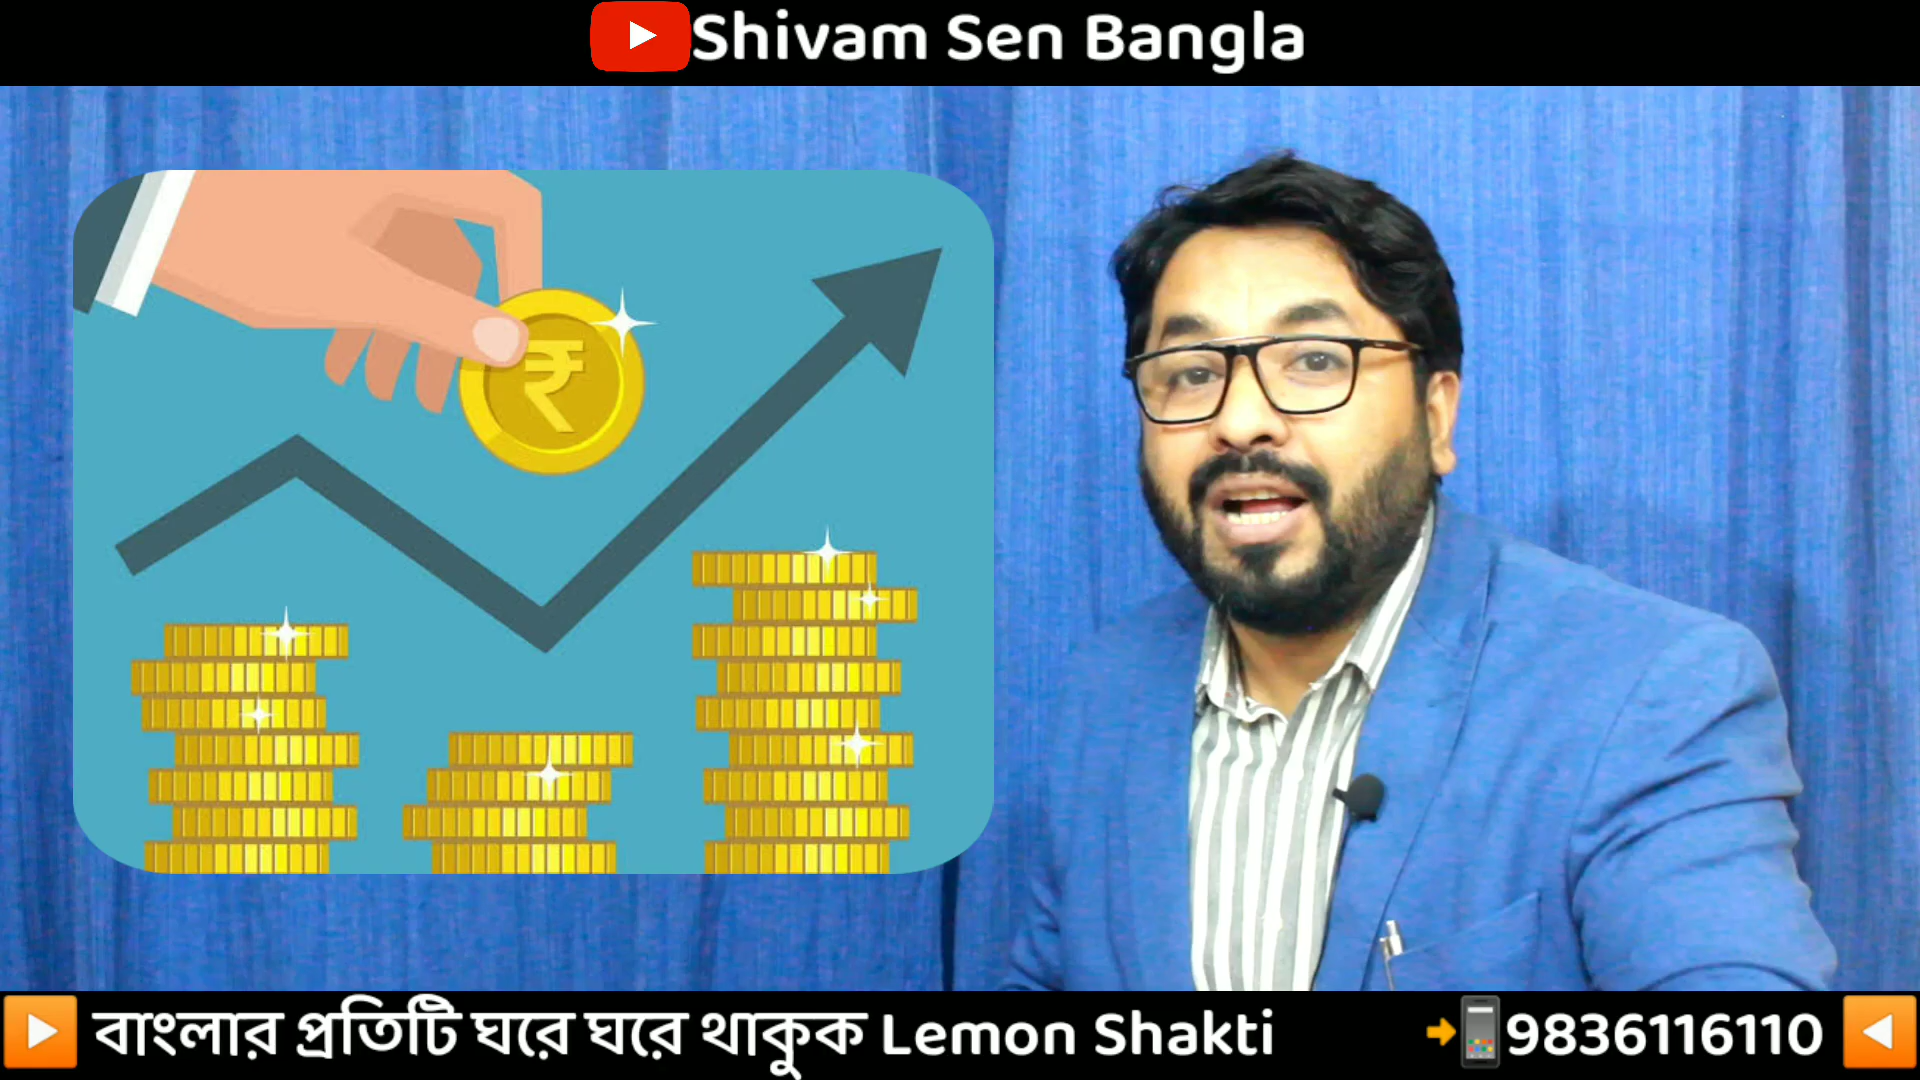 Shivam Sen Bangla
₹
বাংলার প্রতিটি ঘরে ঘরে থাকুক Lemon Shakti
9836116110